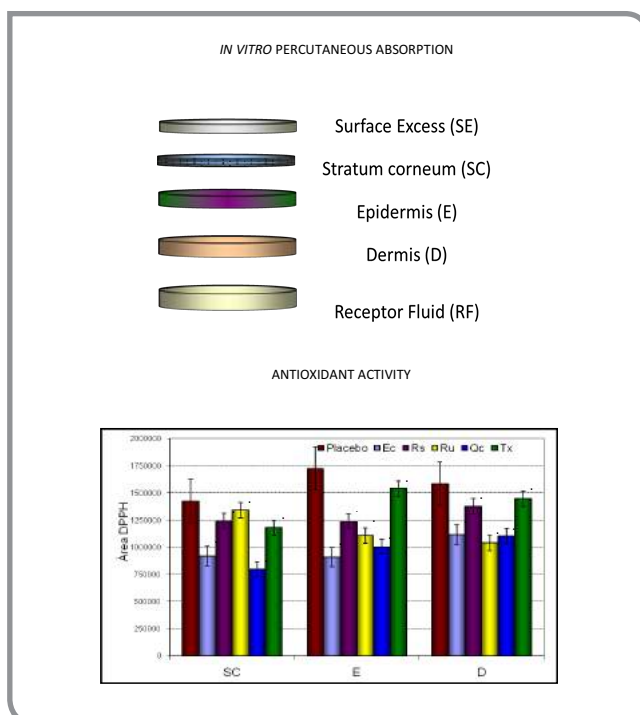 IN VITRO PERCUTANEOUS ABSORPTION
Surface Excess (SE)
Stratum corneum (SC)
Epidermis (E)
Dermis (D)
Receptor Fluid (RF)
ANTIOXIDANT ACTIVITY
Placebo Ec Rs Ru Qc Tx
Área DPPH
2000000
1750000
1500000
1250000
1000000
750000
500000
250000
0
SC E D